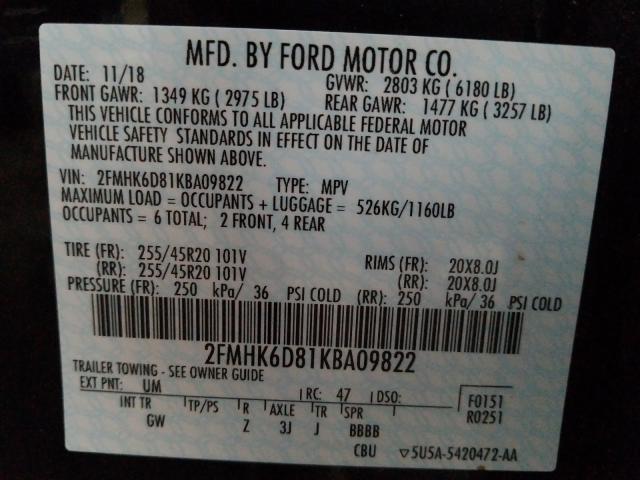 MFD. BY FORD MOTOR CO.
DATE: 11/18 GVWR: 2803 KG ( 6180 LB)
FRONT GAWR: 1349 KG ( 2975 LB) REAR GAWR: 1477 KG ( 3257 LB)
THIS VEHICLE CONFORMS TO ALL APPLICABLE FEDERAL MOTOR
VEHICLE SAFETY STANDARDS IN EFFECT ON THE DATE OF
MANUFACTURE SHOWN ABOVE.
VIN: 2FMHK6D81KBA09822 TYPE: MPV
MAXIMUM LOAD = OCCUPANTS + LUGGAGE = 526KG/1160LB
OCCUPANTS = 6 TOTAL; 2 FRONT, 4 REAR
TIRE (FR): 255/45R20 101V RIMS (FR): 20X8.0J
(RR): 255/45R20 101V (RR): 20X8.0J
PRESSURE (FR): 250 kPa/ 36 PSI COLD (RR): 250 kPa/ 36 PSI COLD
2FMHK6D81KBA09822
TRAILER TOWING - SEE OWNER GUIDE
EXT PNT: UM RC: 47 DSO: F0151
R0251
INT TR TP/PS R AXLE TR SPR
GW Z 3J J BBBB
CBU ▽5U5A-5420472-AA